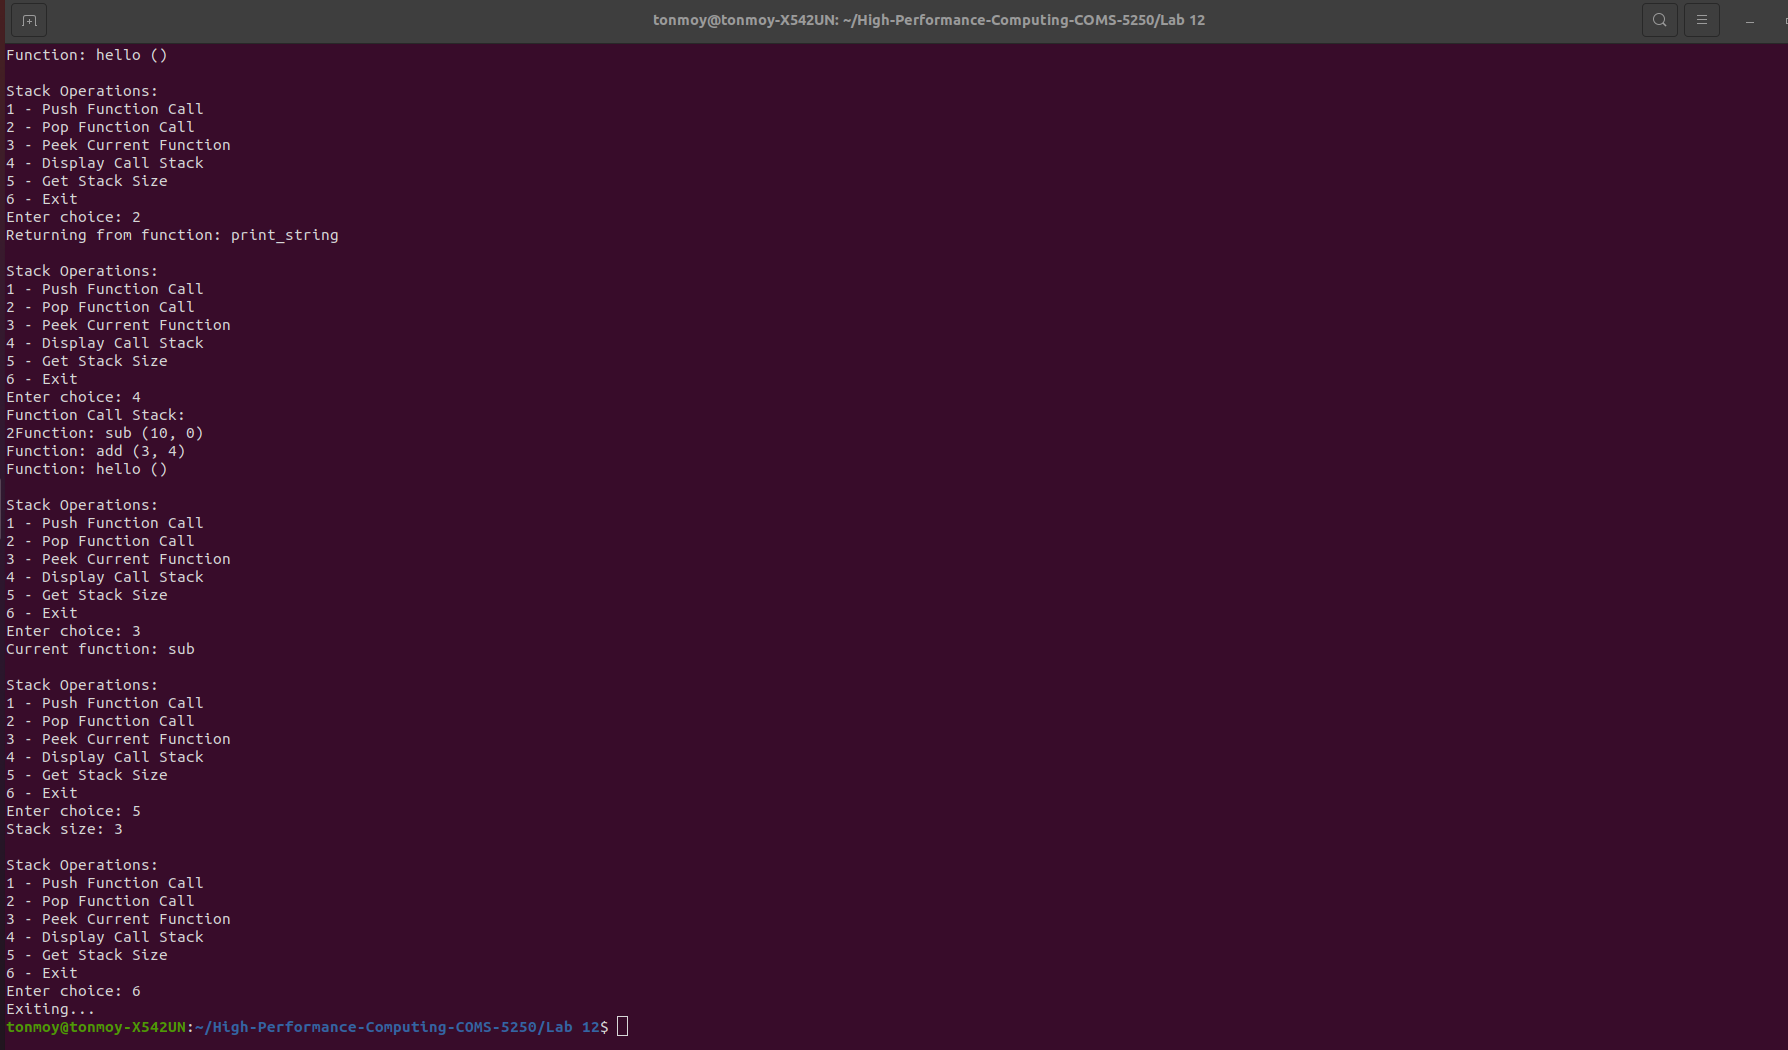 tonmoy@tonmoy-X542UN: ~/High-Performance-Computing-COMS-5250/Lab 12
Function: hello ()
Stack Operations:
1 - Push Function Call
2 - Pop Function Call
3 - Peek Current Function
4 - Display Call Stack
5 - Get Stack Size
6 - Exit
Enter choice: 2
Returning from function: print_string
Stack Operations:
1 - Push Function Call
2 - Pop Function Call
3 - Peek Current Function
4 - Display Call Stack
5 - Get Stack Size
6 - Exit
Enter choice: 4
Function Call Stack:
2Function: sub (10, 0)
Function: add (3, 4)
Function: hello ()
Stack Operations:
1 - Push Function Call
2 - Pop Function Call
3 - Peek Current Function
4 - Display Call Stack
5 - Get Stack Size
6 - Exit
Enter choice: 3
Current function: sub
Stack Operations:
1 - Push Function Call
2 - Pop Function Call
3 - Peek Current Function
4 - Display Call Stack
5 - Get Stack Size
6 - Exit
Enter choice: 5
Stack size: 3
Stack Operations:
1 - Push Function Call
2 - Pop Function Call
3 - Peek Current Function
4 - Display Call Stack
5 - Get Stack Size
6 - Exit
Enter choice: 6
Exiting...
tonmoy@tonmoy-X542UN:~/High-Performance-Computing-COMS-5250/Lab 12$